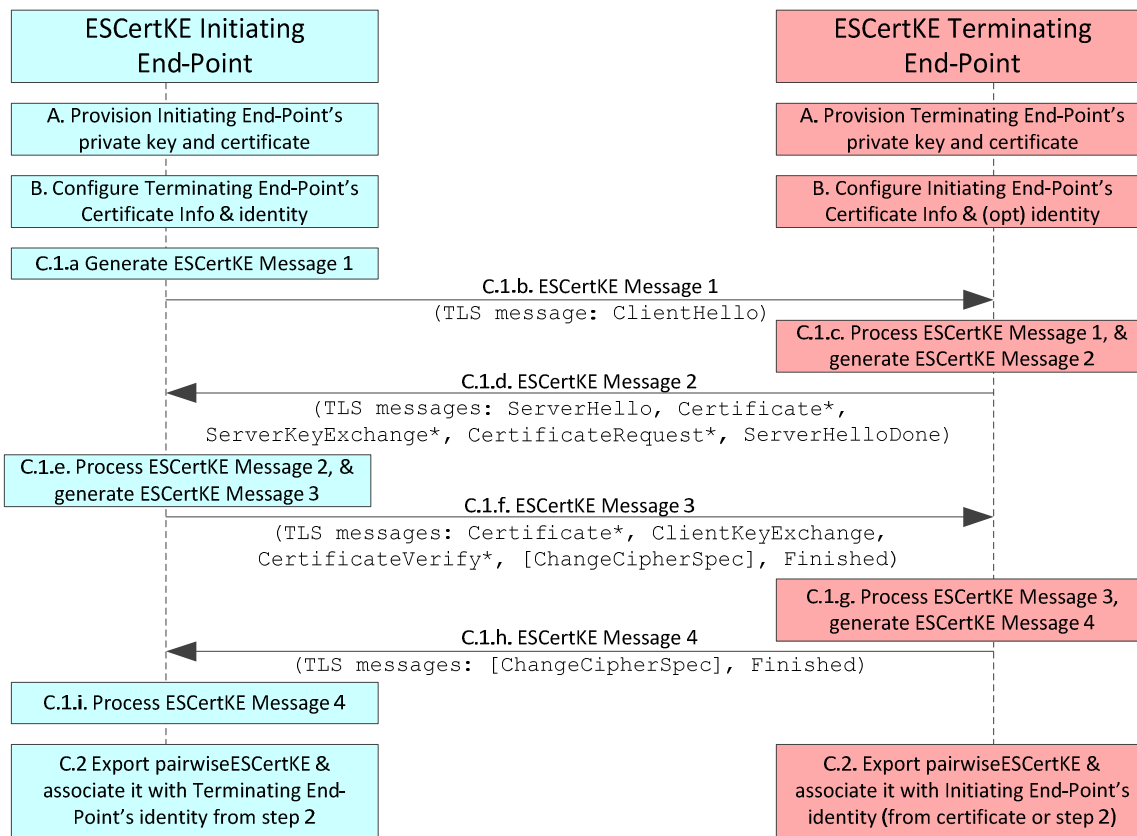 ESCertKE Initiating
End-Point
ESCertKE Terminating
End-Point
A. Provision Initiating End-Point's
private key and certificate
A. Provision Terminating End-Point's
private key and certificate
B. Configure Terminating End-Point's
Certificate Info & identity
B. Configure Initiating End-Point's
Certificate Info & (opt) identity
C.1.a Generate ESCertKE Message 1
C.1.b. ESCertKE Message 1
(TLS message: ClientHello)
C.1.c. Process ESCertKE Message 1, &
generate ESCertKE Message 2
C.1.d. ESCertKE Message 2
(TLS messages: ServerHello, Certificate*,
ServerKeyExchange*, CertificateRequest*, ServerHelloDone)
C.1.e. Process ESCertKE Message 2, &
generate ESCertKE Message 3
C.1.f. ESCertKE Message 3
(TLS messages: Certificate*, ClientKeyExchange,
CertificateVerify*, [ChangeCipherSpec], Finished)
C.1.g. Process ESCertKE Message 3,
generate ESCertKE Message 4
C.1.h. ESCertKE Message 4
(TLS messages: [ChangeCipherSpec], Finished)
C.1.i. Process ESCertKE Message 4
C.2 Export pairwiseESCertKE &
associate it with Terminating End-
Point's identity from step 2
C.2. Export pairwiseESCertKE &
associate it with Initiating End-Point's
identity (from certificate or step 2)